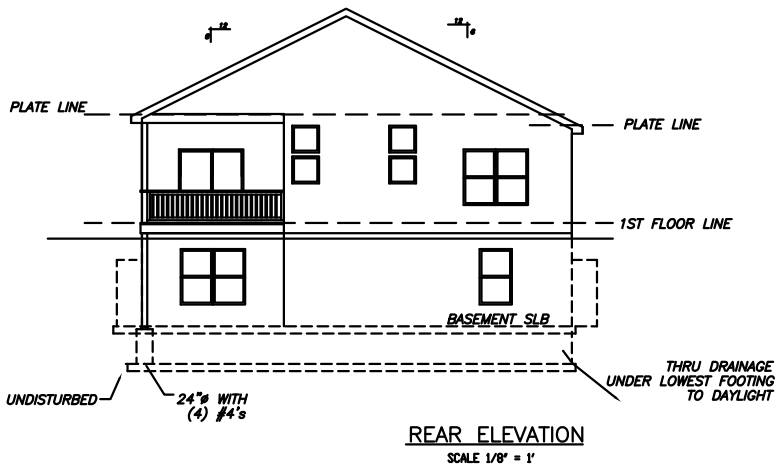 12
6
12
6
PLATE LINE
PLATE LINE
1ST FLOOR LINE
BASEMENT SLB
THRU DRAINAGE
UNDER LOWEST FOOTING
TO DAYLIGHT
UNDISTURBED
24"ø WITH
(4) #4's
REAR ELEVATION
SCALE 1/8" = 1'